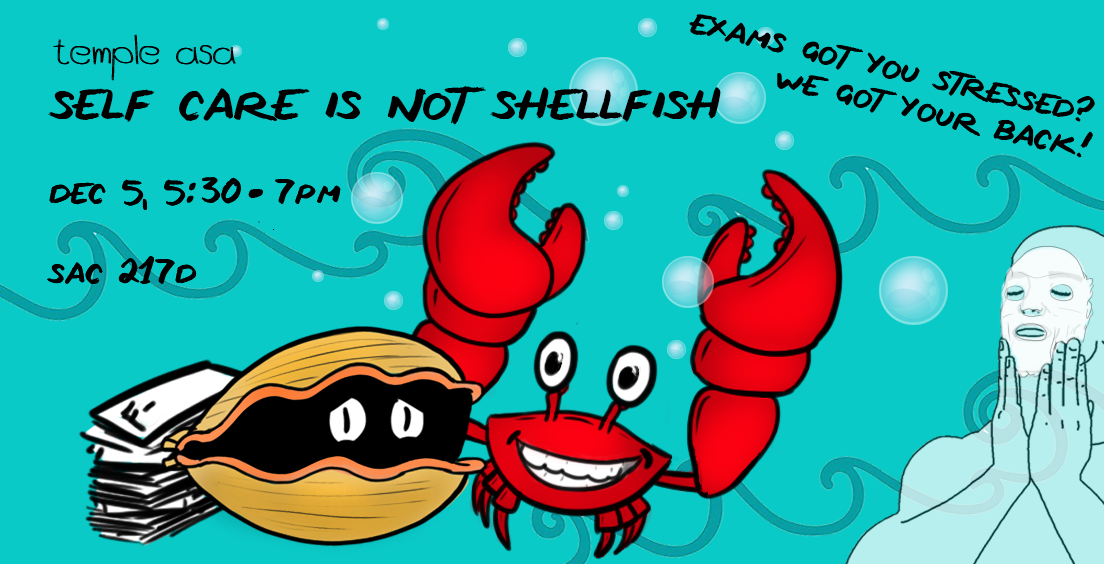 temple asa
SELF CARE IS NOT SHELLFISH
EXAMS GOT YOU STRESSED?
WE GOT YOUR BACK!
DEC 5, 5:30 - 7PM
SAC 217D
F-